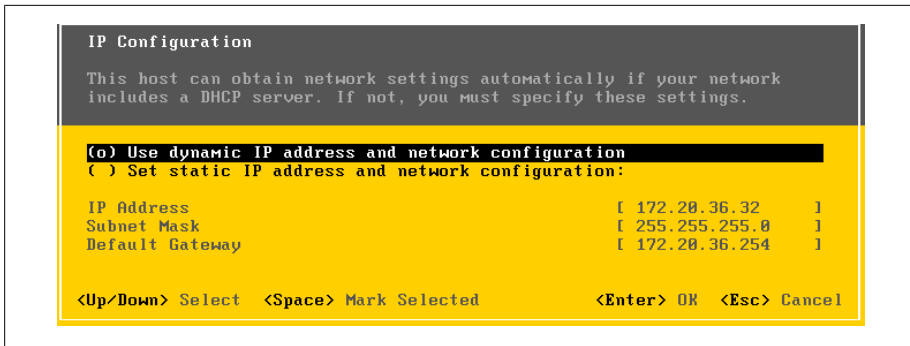 IP Configuration
This host can obtain network settings automatically if your network
includes a DHCP server. If not, you must specify these settings.
(o) Use dynamic IP address and network configuration
( ) Set static IP address and network configuration:
IP Address [ 172.20.36.32 ]
Subnet Mask [ 255.255.255.0 ]
Default Gateway [ 172.20.36.254 ]
<Up/Down> Select <Space> Mark Selected <Enter> OK <Esc> Cancel